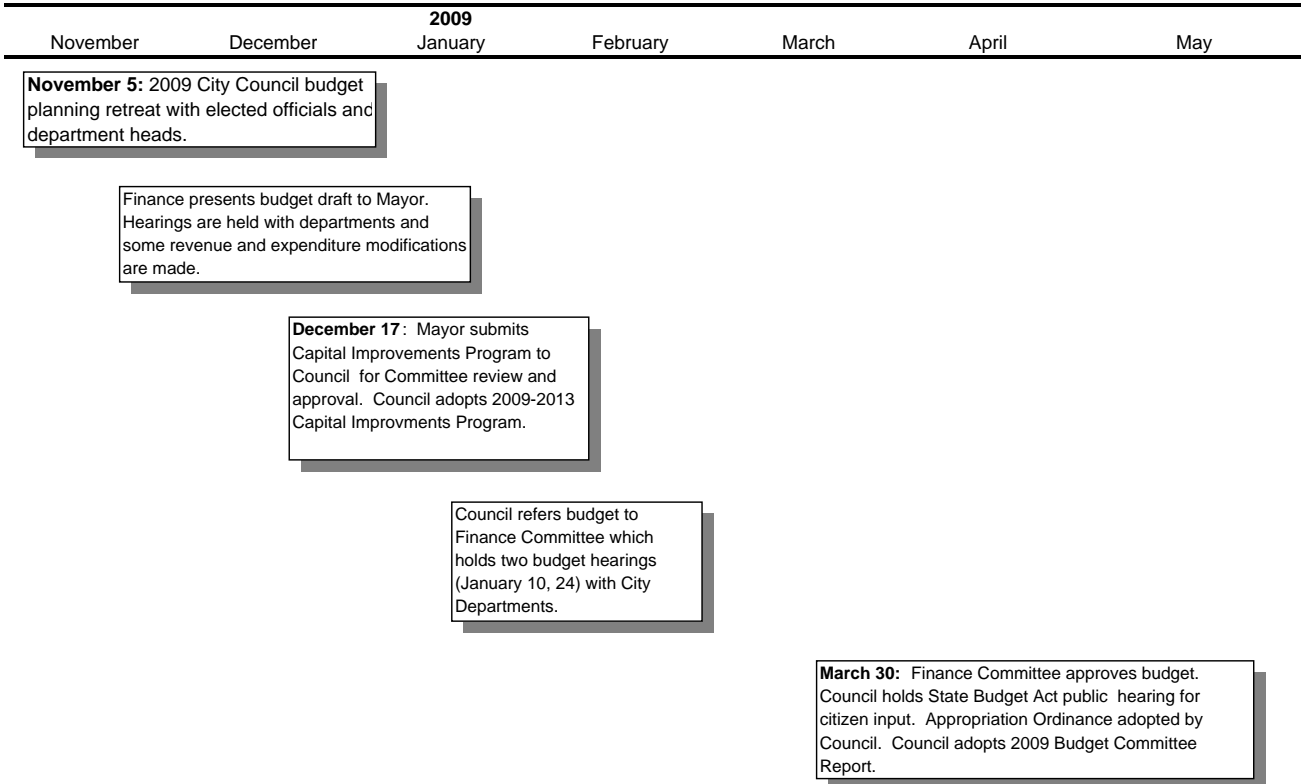 2009
November December January February March April May
November 5: 2009 City Council budget
planning retreat with elected officials and
department heads.
Finance presents budget draft to Mayor.
Hearings are held with departments and
some revenue and expenditure modifications
are made.
December 17: Mayor submits
Capital Improvements Program to
Council for Committee review and
approval. Council adopts 2009-2013
Capital Improvments Program.
Council refers budget to
Finance Committee which
holds two budget hearings
(January 10, 24) with City
Departments.
March 30: Finance Committee approves budget.
Council holds State Budget Act public hearing for
citizen input. Appropriation Ordinance adopted by
Council. Council adopts 2009 Budget Committee
Report.